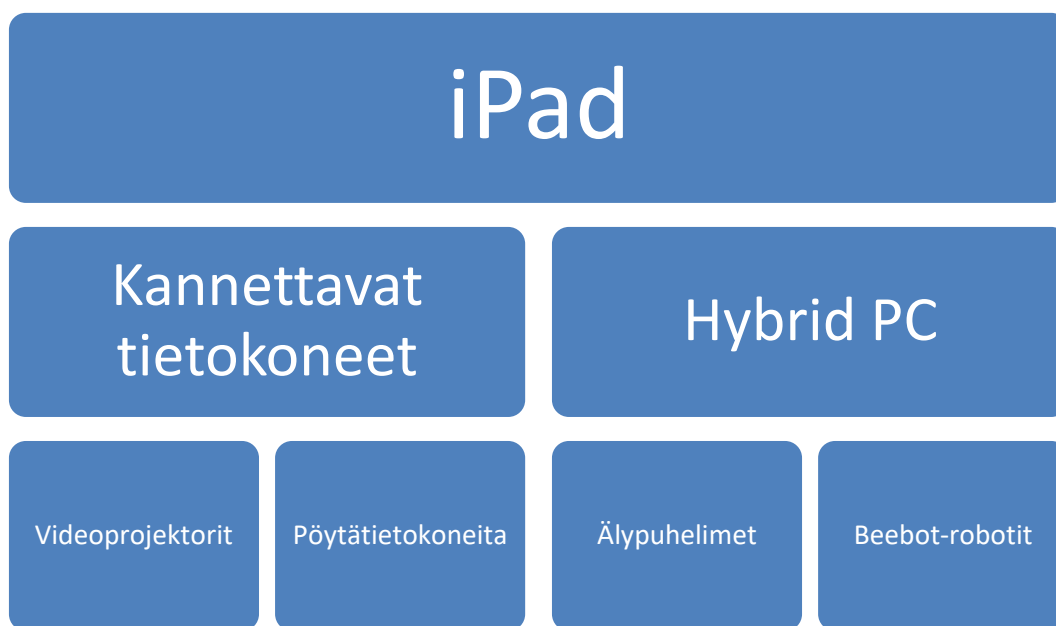 iPad
Kannettavat
tietokoneet
Hybrid PC
Videoprojektorit
Pöytätietokoneita
Älypuhelimet
Beebot-robotit